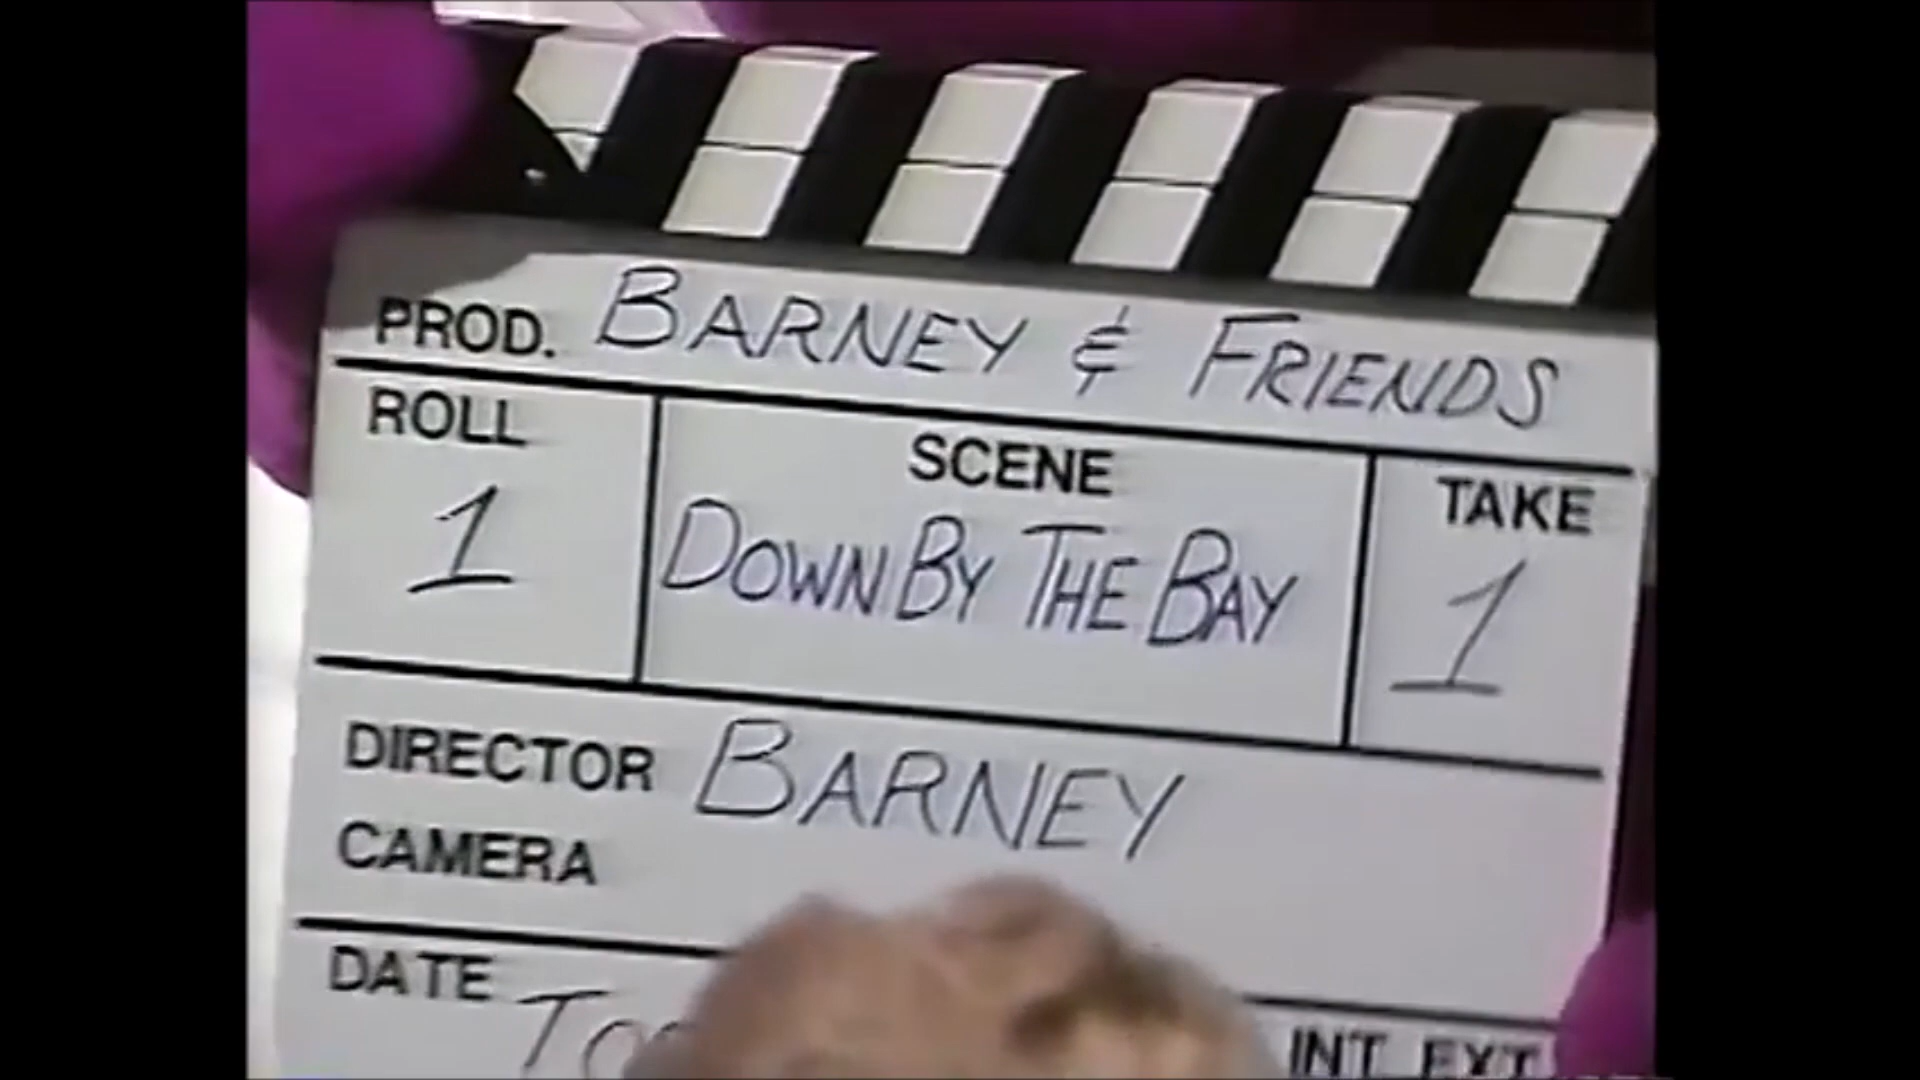 PROD. BARNEY & FRIENDS
ROLL SCENE TAKE
1 DOWN BY THE BAY 1
DIRECTOR BARNEY
CAMERA
DATE
INT EXT